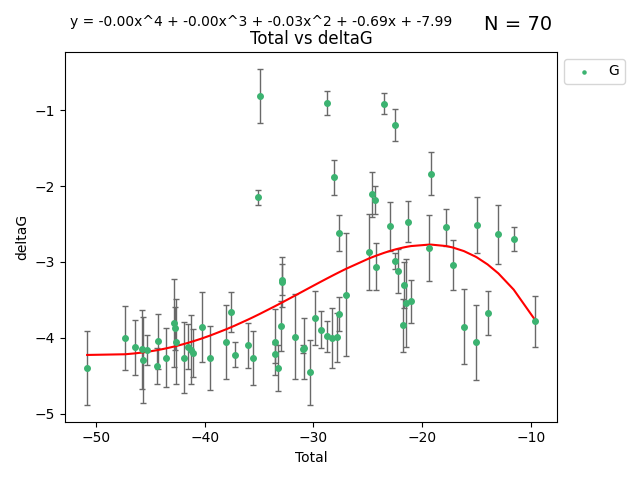 y = -0.00x^4 + -0.00x^3 + -0.03x^2 + -0.69x + -7.99
N = 70
Total vs deltaG
G
−1
−2
−3
−4
−5
deltaG
−50 −40 −30 −20 −10
Total